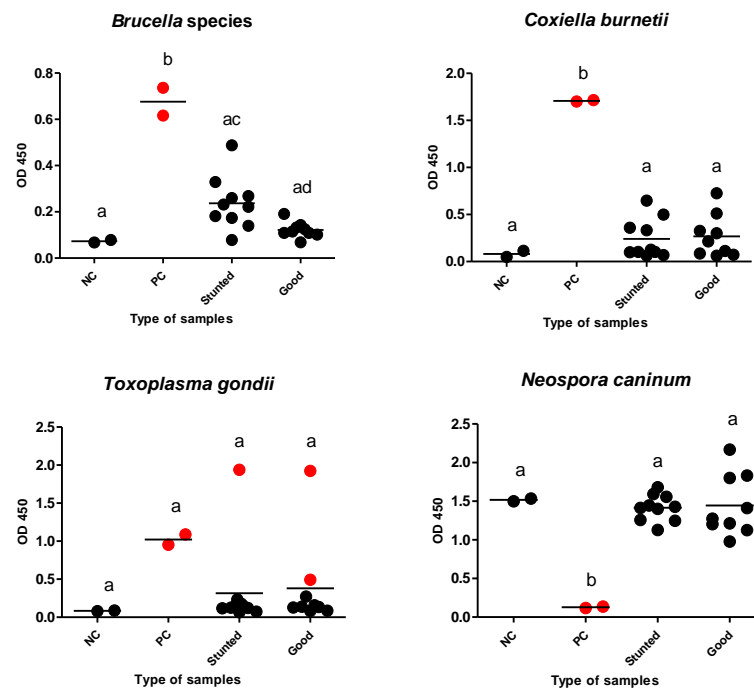 Brucella species
b
0.8
0.6
ac
OD 450
0.4
ad
a
0.2
0.0
NC
PC
Stunted
Good
Type of samples
Coxiella burnetii
2.0
b
1.5
OD 450
1.0
a
a
0.5
a
0.0
NC
PC
Stunted
Good
Type of samples
Toxoplasma gondii
2.5
a
a
2.0
OD 450
1.5
a
1.0
0.5
a
0.0
NC
PC
Stunted
Good
Type of samples
Neospora caninum
2.5
a
2.0
a
a
OD 450
1.5
1.0
0.5
b
0.0
NC
PC
Stunted
Good
Type of samples